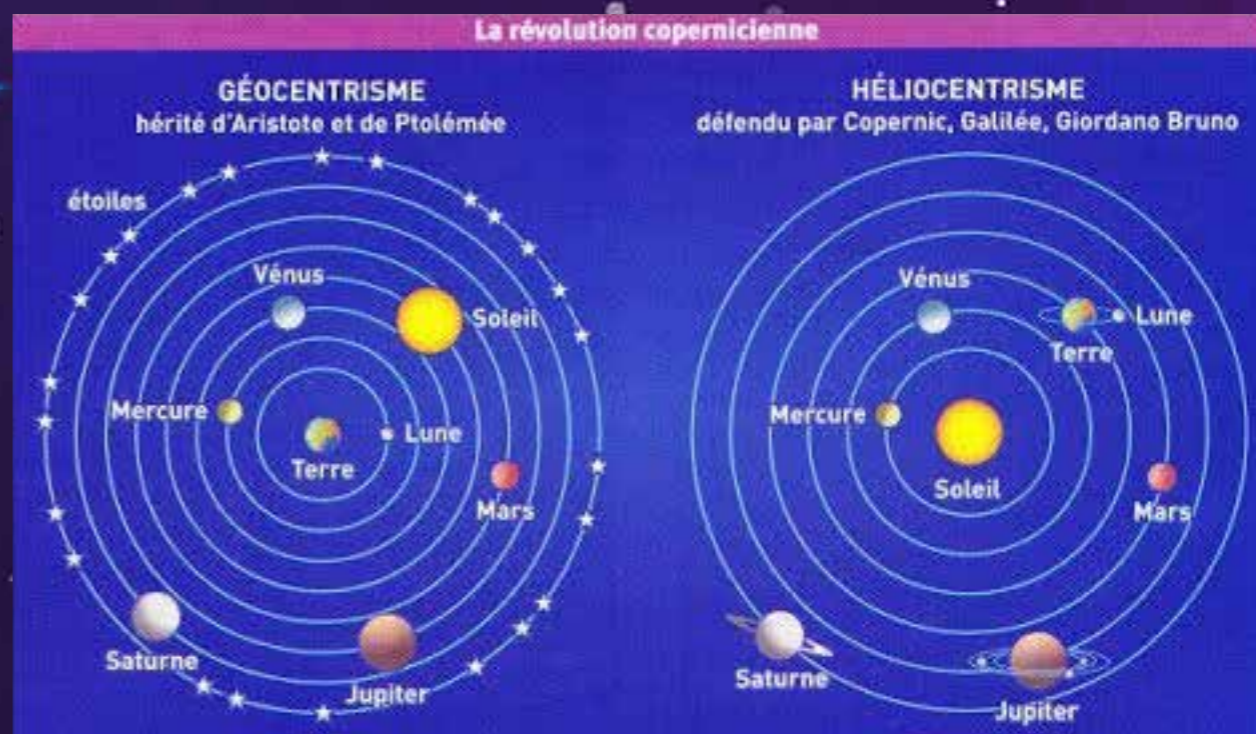 La révolution copernicienne
GÉOCENTRISME
hérité d'Aristote et de Ptolémée
étoiles
Vénus
Soleil
Mercure
Lune
Terre
Mars
Saturne
Jupiter
HÉLIOCENTRISME
défendu par Copernic, Galilée, Giordano Bruno
Vénus
Lune
Terre
Mercure
Soleil
Mars
Saturne
Jupiter